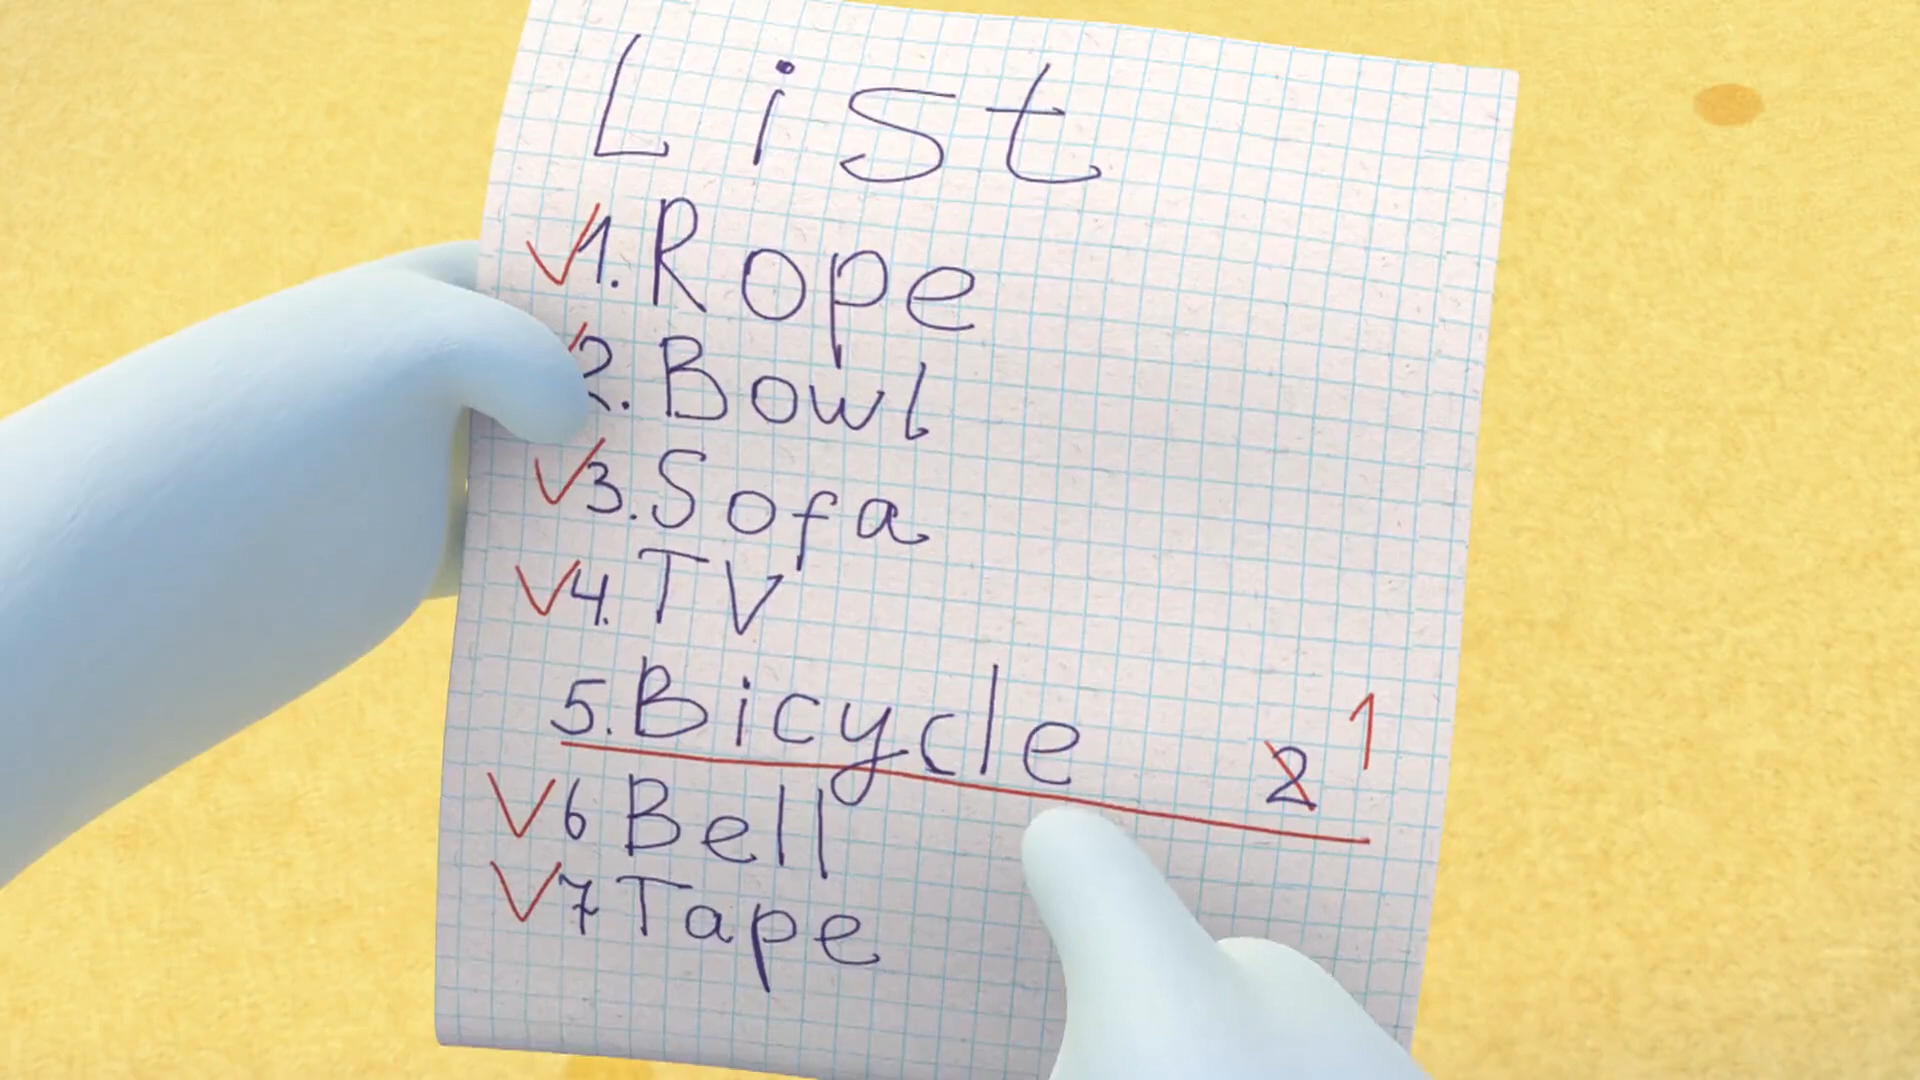 List
1. Rope
2. Bowl
3. Sofa
4. TV
5. Bicycle 2 1
6 Bell
7 Tape